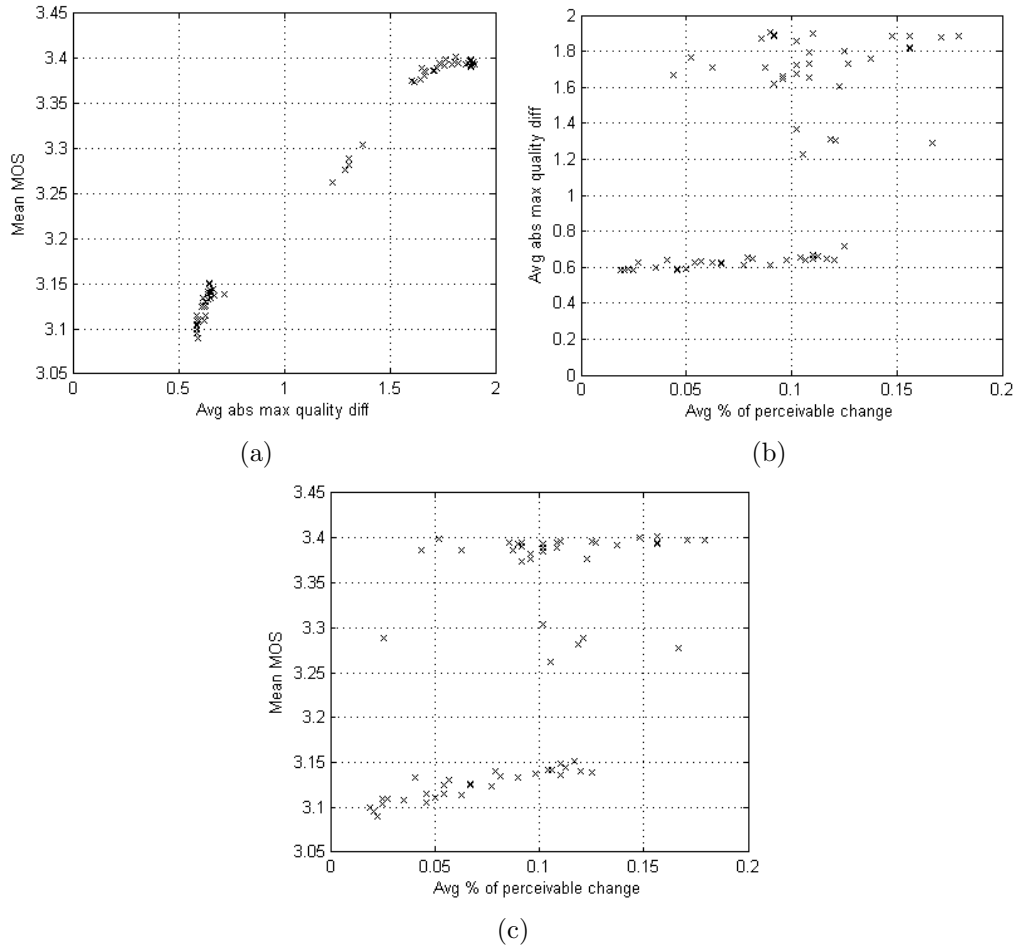 3.45
3.4
3.35
3.3
3.25
3.2
3.15
3.1
3.05
Mean MOS
0 0.5 1 1.5 2
Avg abs max quality diff
(a)
2
1.8
1.6
1.4
1.2
1
0.8
0.6
0.4
0.2
0
Avg abs max quality diff
0 0.05 0.1 0.15 0.2
Avg % of perceivable change
(b)
3.45
3.4
3.35
3.3
3.25
3.2
3.15
3.1
3.05
Mean MOS
0 0.05 0.1 0.15 0.2
Avg % of perceivable change
(c)